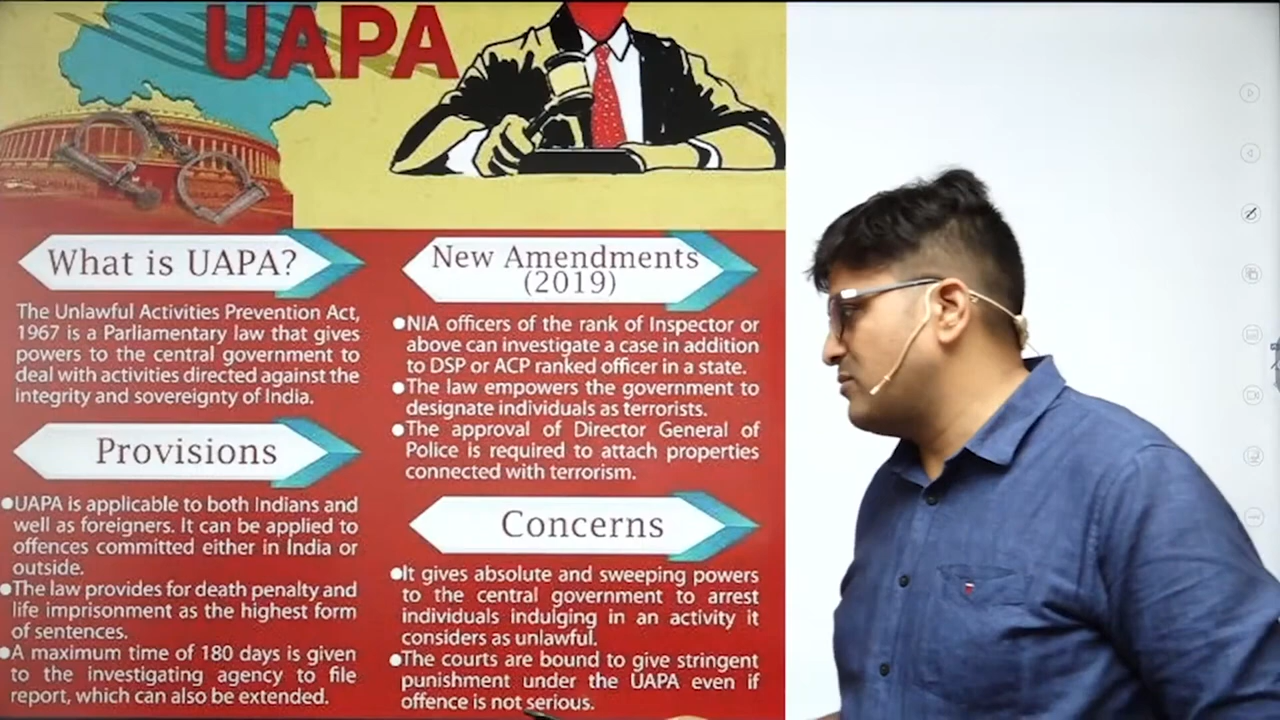 UAPA
What is UAPA?
The Unlawful Activities Prevention Act,
1967 is a Parliamentary law that gives
powers to the central government to
deal with activities directed against the
integrity and sovereignty of India.
Provisions
●UAPA is applicable to both Indians and
well as foreigners. It can be applied to
offences committed either in India or
outside.
●The law provides for death penalty and
life imprisonment as the highest form
of sentences.
●A maximum time of 180 days is given
to the investigating agency to file
report, which can also be extended.
New Amendments
(2019)
●NIA officers of the rank of Inspector or
above can investigate a case in addition
to DSP or ACP ranked officer in a state.
●The law empowers the government to
designate individuals as terrorists.
●The approval of Director General of
Police is required to attach properties
connected with terrorism.
Concerns
●It gives absolute and sweeping powers
to the central government to arrest
individuals indulging in an activity it
considers as unlawful.
●The courts are bound to give stringent
punishment under the UAPA even if
offence is not serious.